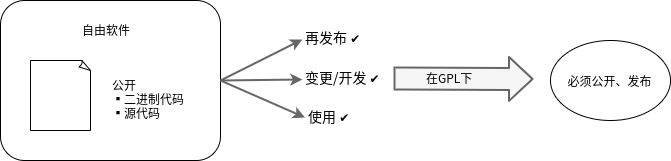 自由软件
公开
▪二进制代码
▪源代码
再发布 ✔
变更/开发 ✔
使用 ✔
在GPL下
必须公开、发布